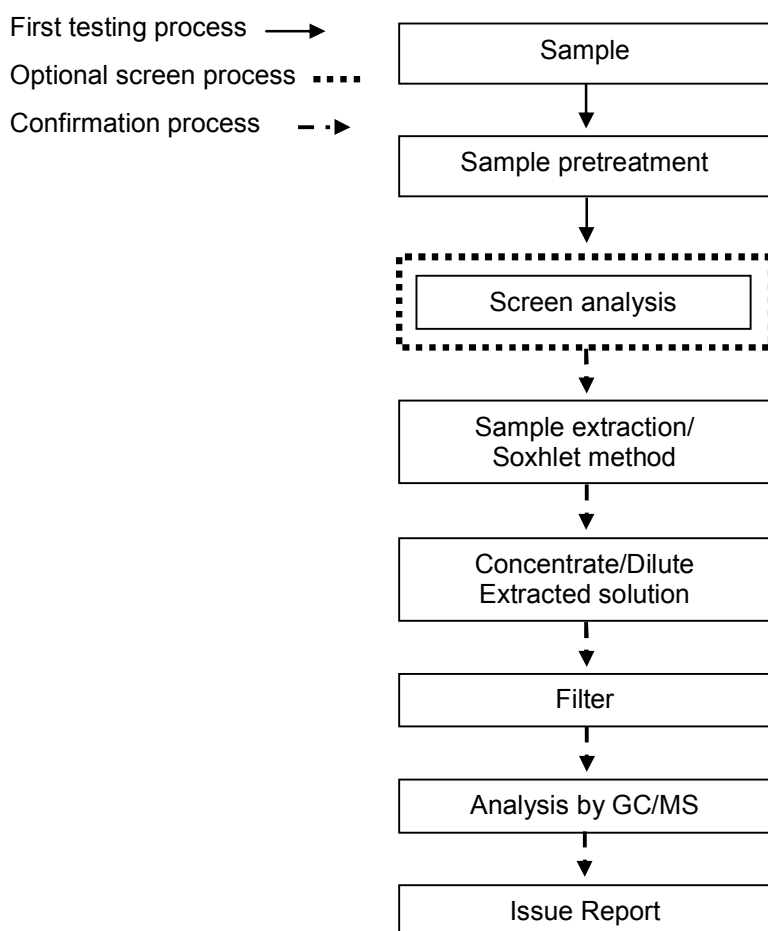 First testing process
Optional screen process
Confirmation process
Sample
Sample pretreatment
Screen analysis
Sample extraction/
Soxhlet method
Concentrate/Dilute
Extracted solution
Filter
Analysis by GC/MS
Issue Report